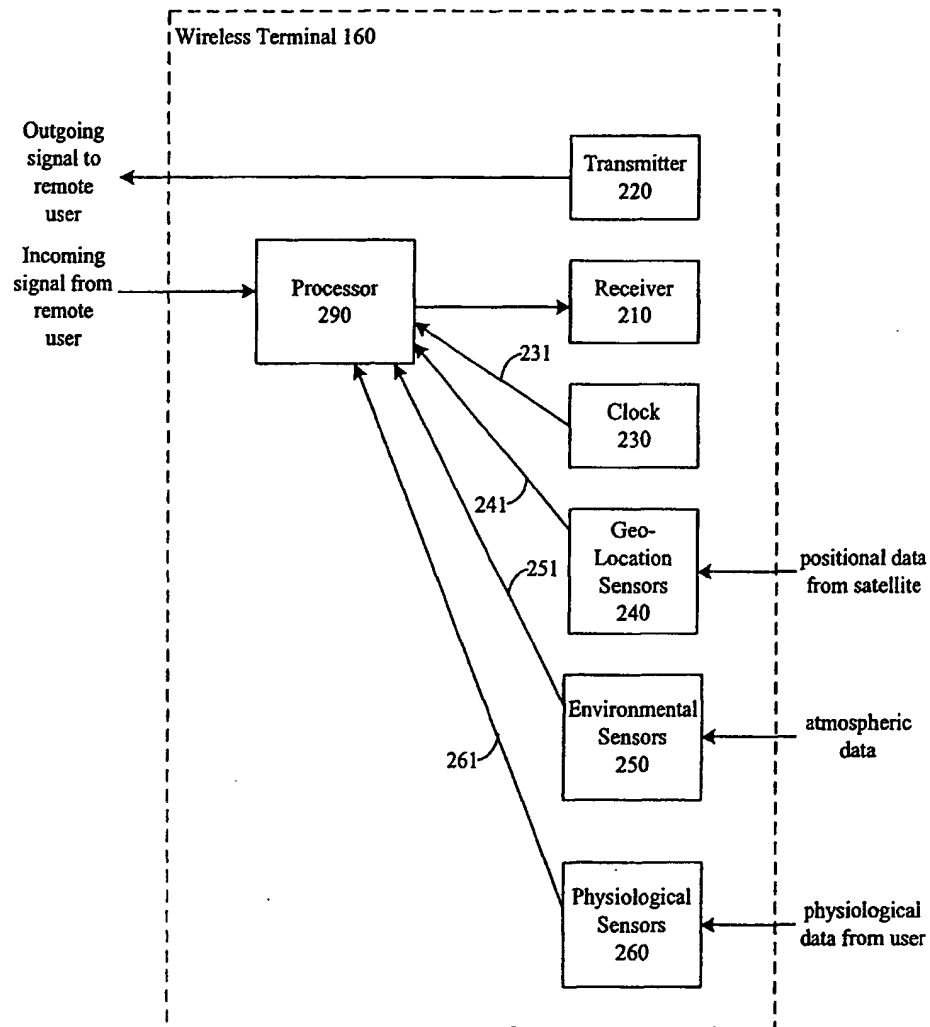 Wireless Terminal 160
Outgoing
signal to
remote
user
Transmitter
220
Incoming
signal from
remote
user
Processor
290
Receiver
210
231
Clock
230
241
Geo-
Location
Sensors
240
positional data
from satellite
251
Environmental
Sensors
250
atmospheric
data
261
Physiological
Sensors
260
physiological
data from user